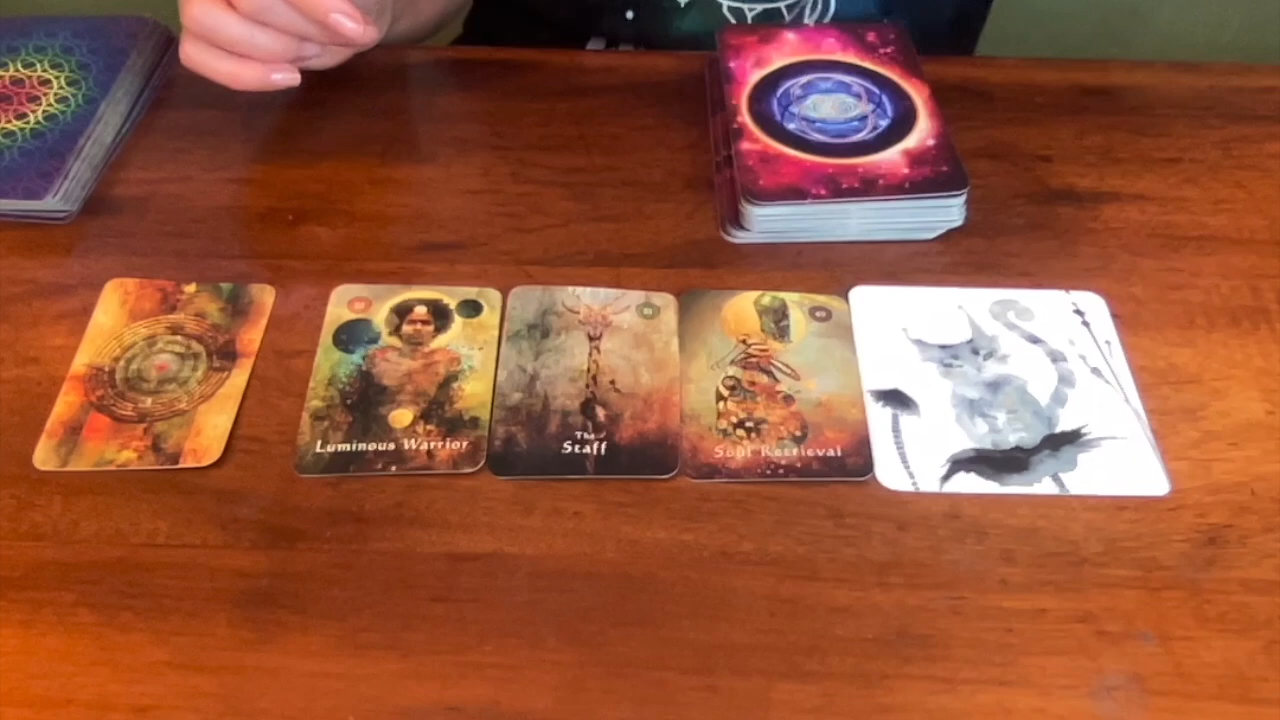 Luminous Warrior
The
Staff
Soul Retrieval